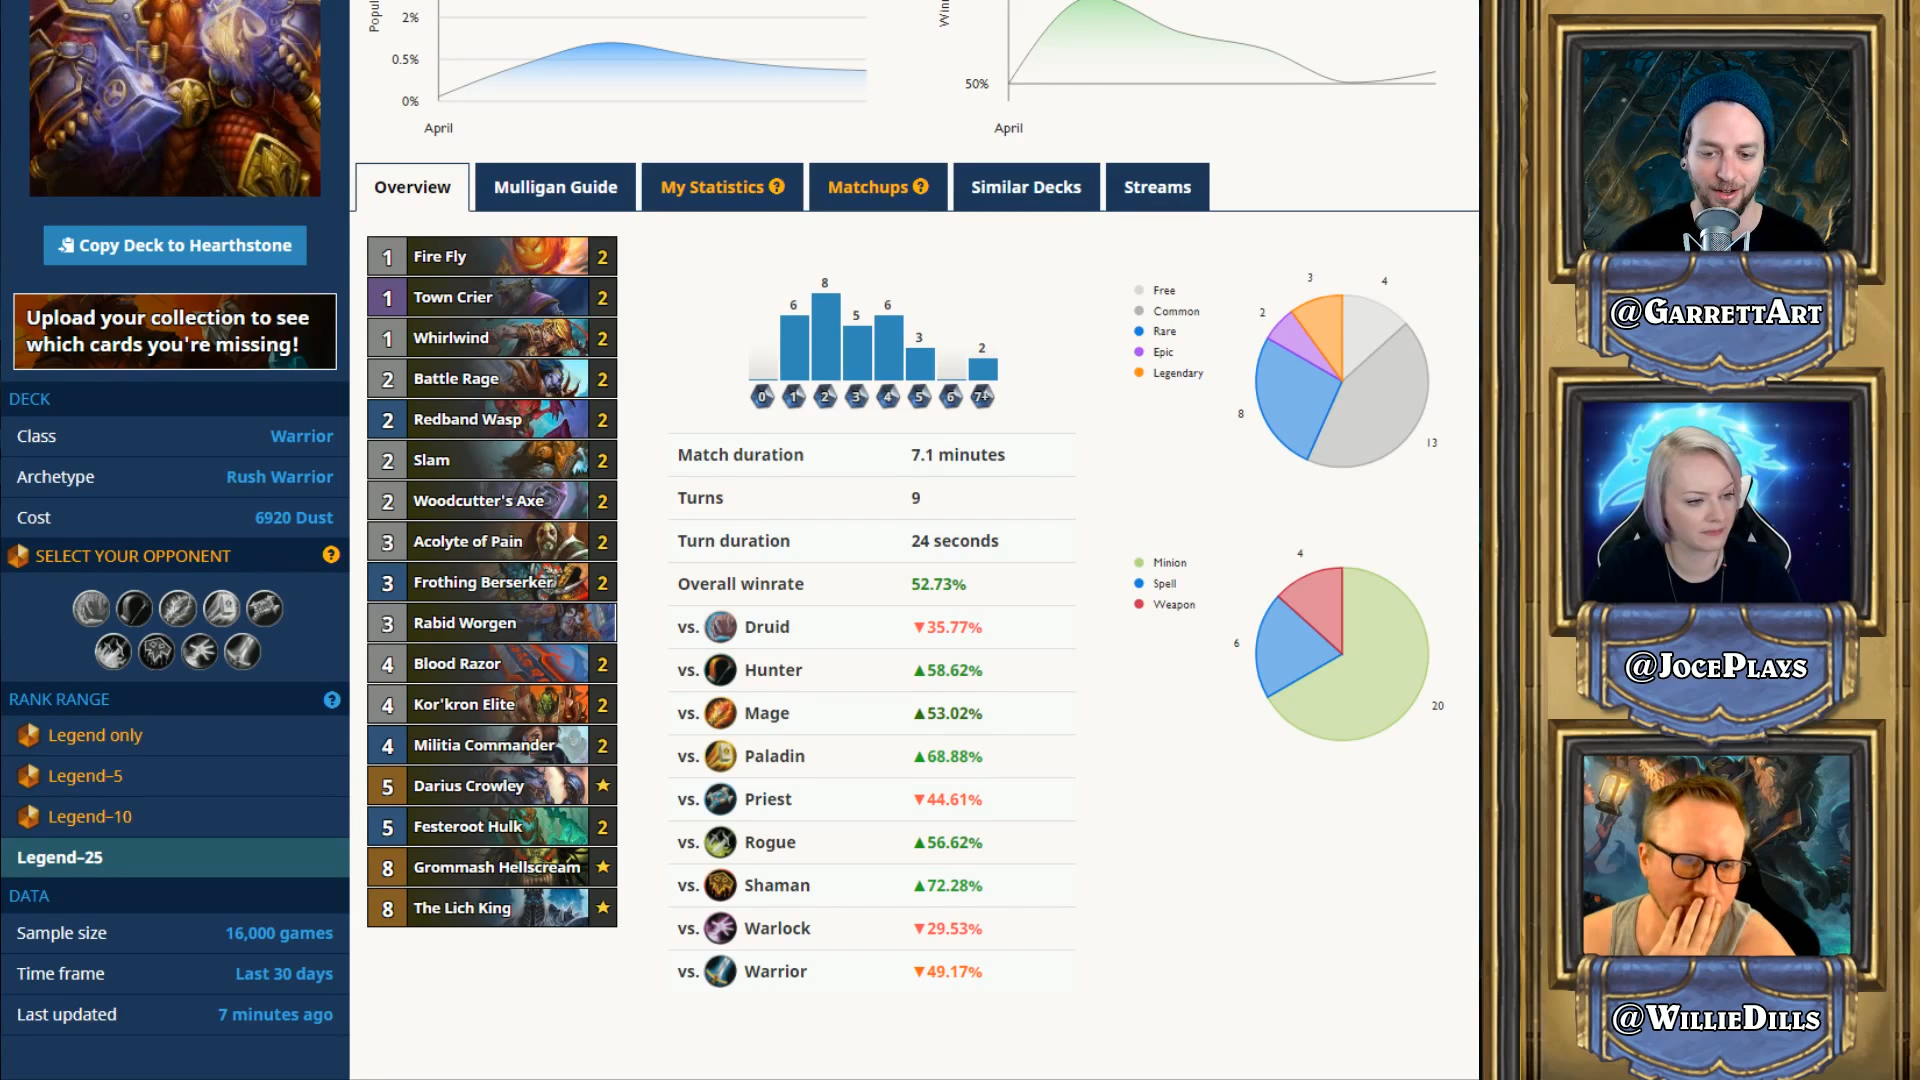 Copy Deck to Hearthstone
Upload your collection to see
which cards you're missing!
DECK
Class Warrior
Archetype Rush Warrior
Cost 6920 Dust
SELECT YOUR OPPONENT ?
RANK RANGE ?
Legend only
Legend–5
Legend–10
Legend–25
DATA
Sample size 16,000 games
Time frame Last 30 days
Last updated 7 minutes ago
2%
0.5%
0%
April
50%
April
Overview
Mulligan Guide
My Statistics ?
Matchups ?
Similar Decks
Streams
1 Fire Fly 2
1 Town Crier 2
1 Whirlwind 2
2 Battle Rage 2
2 Redband Wasp 2
2 Slam 2
2 Woodcutter's Axe 2
3 Acolyte of Pain 2
3 Frothing Berserker 2
3 Rabid Worgen
4 Blood Razor 2
4 Kor'kron Elite 2
4 Militia Commander 2
5 Darius Crowley ★
5 Festeroot Hulk 2
8 Grommash Hellscream ★
8 The Lich King ★
6 8 5 6 3 2
0 1 2 3 4 5 6 7+
Match duration 7.1 minutes
Turns 9
Turn duration 24 seconds
Overall winrate 52.73%
vs. Druid ▼35.77%
vs. Hunter ▲58.62%
vs. Mage ▲53.02%
vs. Paladin ▲68.88%
vs. Priest ▼44.61%
vs. Rogue ▲56.62%
vs. Shaman ▲72.28%
vs. Warlock ▼29.53%
vs. Warrior ▼49.17%
Free
Common
Rare
Epic
Legendary
3
4
2
8
13
Minion
Spell
Weapon
4
6
20
@GarrettArt
@JocePlays
@WillieDills